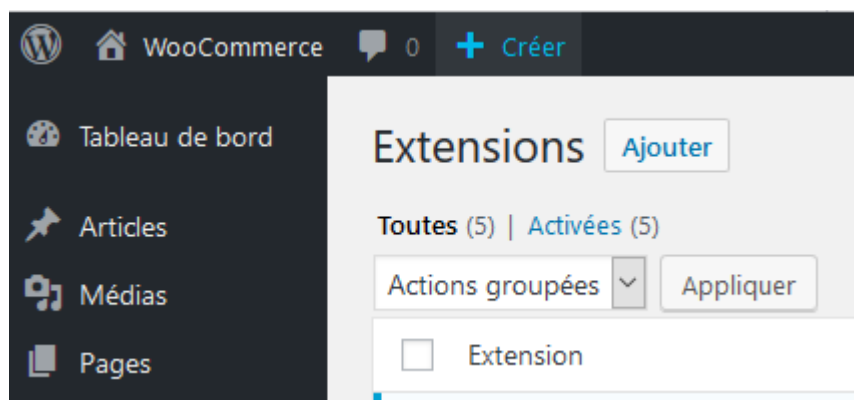 WooCommerce 0 + Créer
Tableau de bord
Extensions Ajouter
Articles
Toutes (5) | Activées (5)
Médias
Actions groupées Appliquer
Pages
Extension